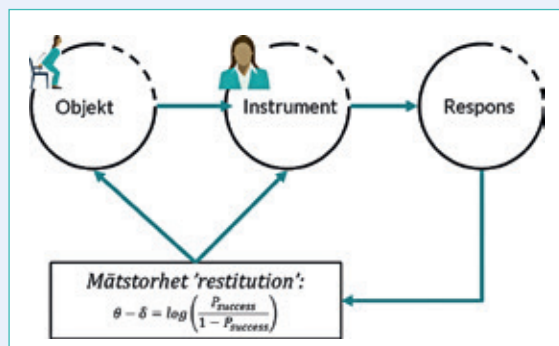 Objekt
Instrument
Respons
Mätstorhet 'restitution':
θ − δ = log(P_success / (1 − P_success))